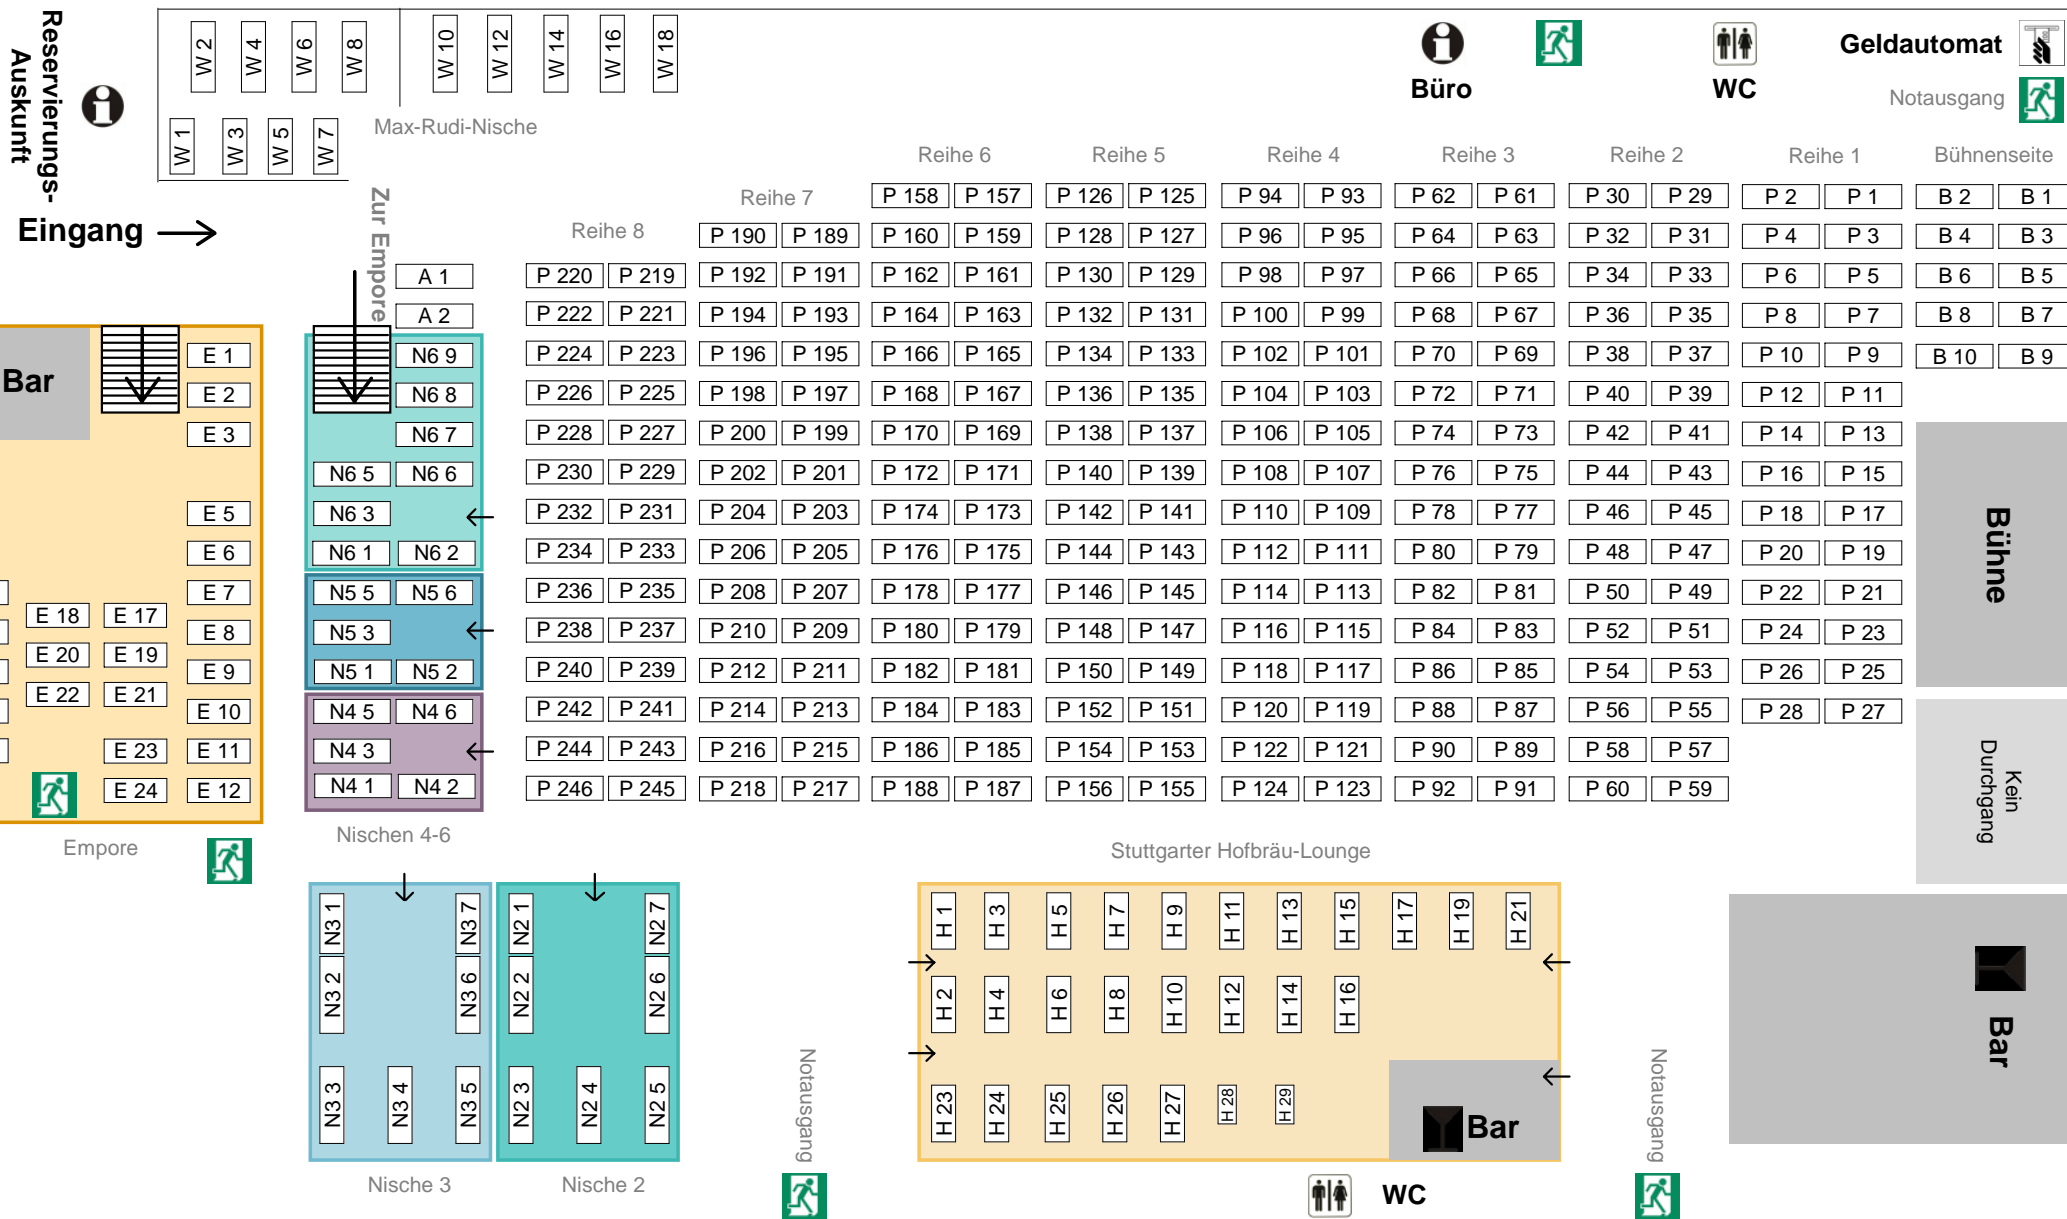 Reservierungs-
Auskunft
W 2 W 4 W 6 W 8 W 10 W 12 W 14 W 16 W 18
Büro
WC
Geldautomat
Notausgang
W 1 W 3 W 5 W 7
Max-Rudi-Nische
Reihe 6 Reihe 5 Reihe 4 Reihe 3 Reihe 2 Reihe 1 Bühnenseite
Eingang
Zur Empore
Reihe 8
Reihe 7
P 158 P 157 P 126 P 125 P 94 P 93 P 62 P 61 P 30 P 29 P 2 P 1 B 2 B 1
P 190 P 189 P 160 P 159 P 128 P 127 P 96 P 95 P 64 P 63 P 32 P 31 P 4 P 3 B 4 B 3
A 1 P 220 P 219 P 192 P 191 P 162 P 161 P 130 P 129 P 98 P 97 P 66 P 65 P 34 P 33 P 6 P 5 B 6 B 5
A 2 P 222 P 221 P 194 P 193 P 164 P 163 P 132 P 131 P 100 P 99 P 68 P 67 P 36 P 35 P 8 P 7 B 8 B 7
E 1 N6 9 P 224 P 223 P 196 P 195 P 166 P 165 P 134 P 133 P 102 P 101 P 70 P 69 P 38 P 37 P 10 P 9 B 10 B 9
Bar
E 2 N6 8 P 226 P 225 P 198 P 197 P 168 P 167 P 136 P 135 P 104 P 103 P 72 P 71 P 40 P 39 P 12 P 11
E 3 N6 7 P 228 P 227 P 200 P 199 P 170 P 169 P 138 P 137 P 106 P 105 P 74 P 73 P 42 P 41 P 14 P 13
N6 5 N6 6 P 230 P 229 P 202 P 201 P 172 P 171 P 140 P 139 P 108 P 107 P 76 P 75 P 44 P 43 P 16 P 15
E 5 N6 3 P 232 P 231 P 204 P 203 P 174 P 173 P 142 P 141 P 110 P 109 P 78 P 77 P 46 P 45 P 18 P 17
E 6 N6 1 N6 2 P 234 P 233 P 206 P 205 P 176 P 175 P 144 P 143 P 112 P 111 P 80 P 79 P 48 P 47 P 20 P 19
Bühne
E 7 N5 5 N5 6 P 236 P 235 P 208 P 207 P 178 P 177 P 146 P 145 P 114 P 113 P 82 P 81 P 50 P 49 P 22 P 21
E 18 E 17
E 8 N5 3 P 238 P 237 P 210 P 209 P 180 P 179 P 148 P 147 P 116 P 115 P 84 P 83 P 52 P 51 P 24 P 23
E 20 E 19
E 9 N5 1 N5 2 P 240 P 239 P 212 P 211 P 182 P 181 P 150 P 149 P 118 P 117 P 86 P 85 P 54 P 53 P 26 P 25
E 22 E 21
E 10 N4 5 N4 6 P 242 P 241 P 214 P 213 P 184 P 183 P 152 P 151 P 120 P 119 P 88 P 87 P 56 P 55 P 28 P 27
E 23 E 11 N4 3 P 244 P 243 P 216 P 215 P 186 P 185 P 154 P 153 P 122 P 121 P 90 P 89 P 58 P 57
E 24 E 12 N4 1 N4 2 P 246 P 245 P 218 P 217 P 188 P 187 P 156 P 155 P 124 P 123 P 92 P 91 P 60 P 59
Kein
Durchgang
Empore
Nischen 4-6
Stuttgarter Hofbräu-Lounge
N3 1 N3 7 N2 1 N2 7 H 1 H 3 H 5 H 7 H 9 H 11 H 13 H 15 H 17 H 19 H 21
N3 2 N3 6 N2 2 N2 6 H 2 H 4 H 6 H 8 H 10 H 12 H 14 H 16
N3 3 N3 4 N3 5 N2 3 N2 4 N2 5 H 23 H 24 H 25 H 26 H 27 H 28 H 29
Bar
Bar
Notausgang
Notausgang
Nische 3
Nische 2
WC